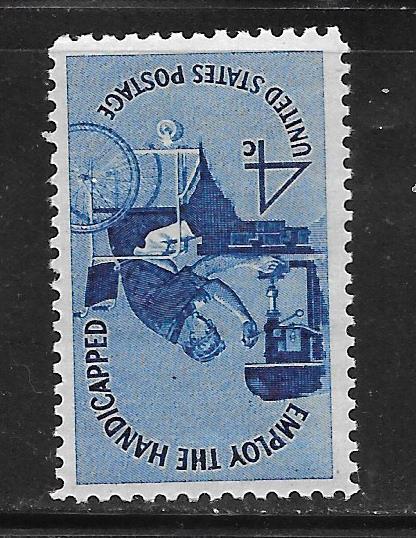 EMPLOY THE HANDICAPPED
4c
UNITED STATES POSTAGE